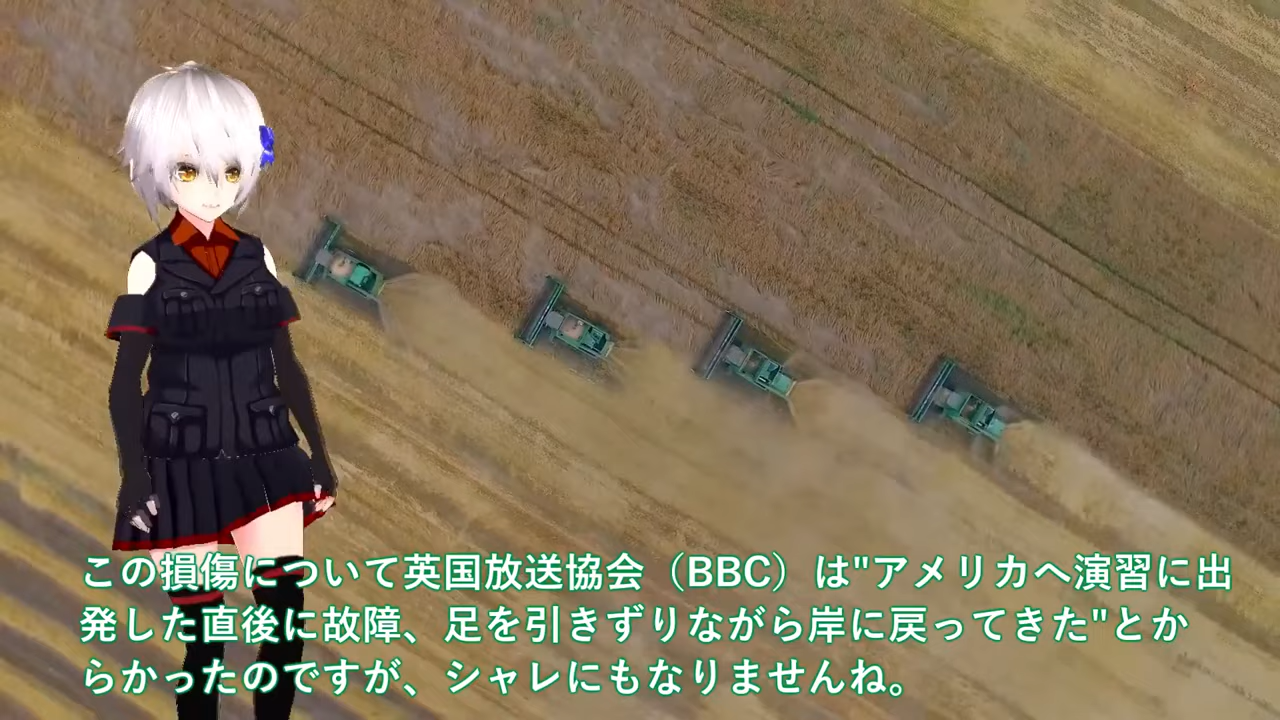 この損傷について英国放送協会（BBC）は"アメリカへ演習に出
発した直後に故障、足を引きずりながら岸に戻ってきた"とか
らかったのですが、シャレにもなりませんね。